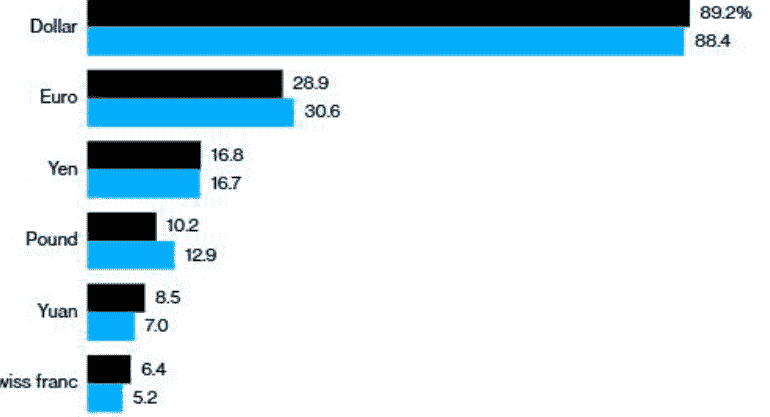 Dollar
89.2%
88.4
Euro
28.9
30.6
Yen
16.8
16.7
Pound
10.2
12.9
Yuan
8.5
7.0
wiss franc
6.4
5.2